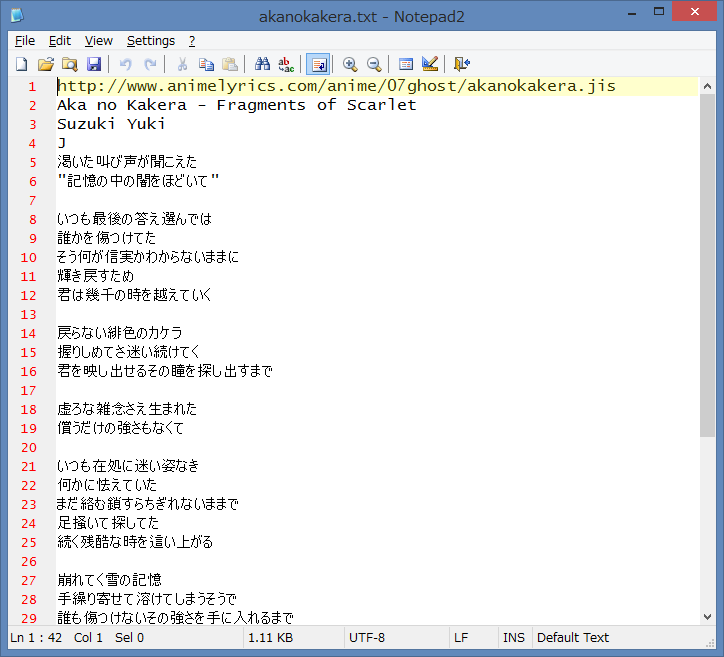 akanokakera.txt - Notepad2
File Edit View Settings ?
1 http://www.animelyrics.com/anime/07ghost/akanokakera.jis
2 Aka no Kakera - Fragments of Scarlet
3 Suzuki Yuki
4 J
5 渇いた叫び声が聞こえた
6 "記憶の中の闇をほどいて"
7
8 いつも最後の答え選んでは
9 誰かを傷つけてた
10 そう何が信実かわからないままに
11 輝き戻すため
12 君は幾千の時を越えていく
13
14 戻らない緋色のカケラ
15 握りしめてさ迷い続けてく
16 君を映し出せるその瞳を探し出すまで
17
18 虚ろな雑念さえ生まれた
19 償うだけの強さもなくて
20
21 いつも在処に迷い姿なき
22 何かに怯えていた
23 まだ絡む鎖すらちぎれないままで
24 足掻いて探してた
25 続く残酷な時を這い上がる
26
27 崩れてく雪の記憶
28 手繰り寄せて溶けてしまうそうで
29 誰も傷つけないその強さを手に入れるまで
Ln 1 : 42 Col 1 Sel 0 1.11 KB UTF-8 LF INS Default Text